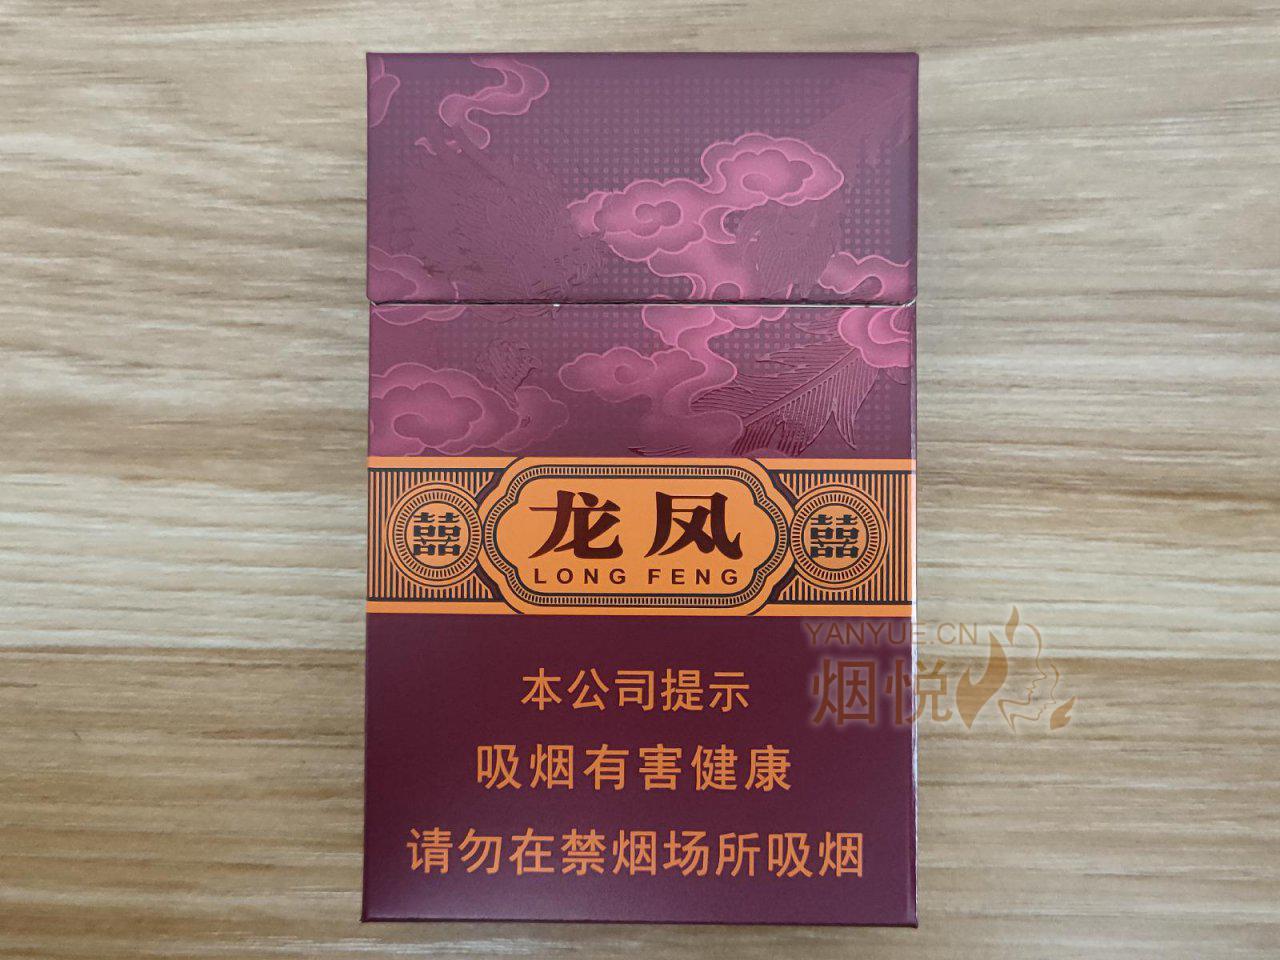 囍
龙凤
囍
LONG FENG
YANYUE.CN
烟悦
本公司提示
吸烟有害健康
请勿在禁烟场所吸烟